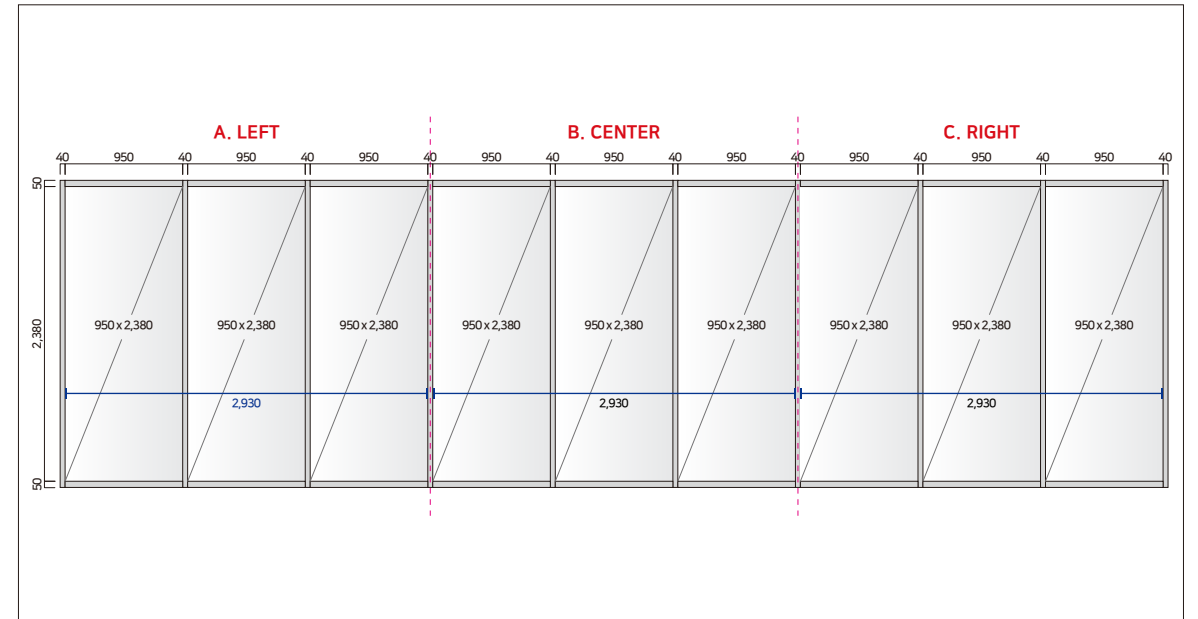 A. LEFT
B. CENTER
C. RIGHT
40 950 40 950 40 950 40 950 40 950 40 950 40 950 40 950 40 950 40
50
2,380
50
950 x 2,380 950 x 2,380 950 x 2,380 950 x 2,380 950 x 2,380 950 x 2,380 950 x 2,380 950 x 2,380 950 x 2,380
2,930 2,930 2,930